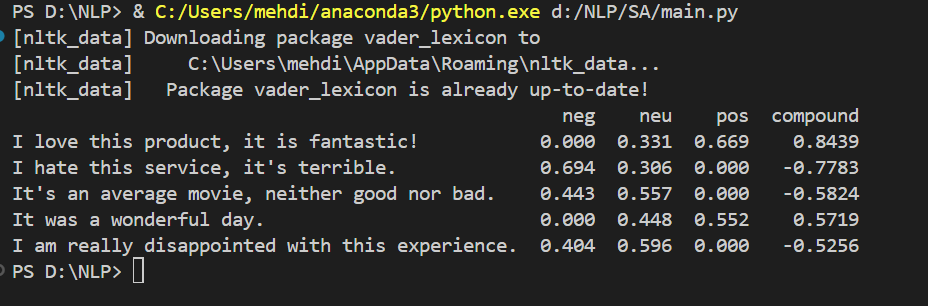 PS D:\NLP> & C:/Users/mehdi/anaconda3/python.exe d:/NLP/SA/main.py
[nltk_data] Downloading package vader_lexicon to
[nltk_data]     C:\Users\mehdi\AppData\Roaming\nltk_data...
[nltk_data]   Package vader_lexicon is already up-to-date!
                                                  neg    neu    pos  compound
I love this product, it is fantastic!           0.000  0.331  0.669    0.8439
I hate this service, it's terrible.             0.694  0.306  0.000   -0.7783
It's an average movie, neither good nor bad.    0.443  0.557  0.000   -0.5824
It was a wonderful day.                         0.000  0.448  0.552    0.5719
I am really disappointed with this experience.  0.404  0.596  0.000   -0.5256
PS D:\NLP>